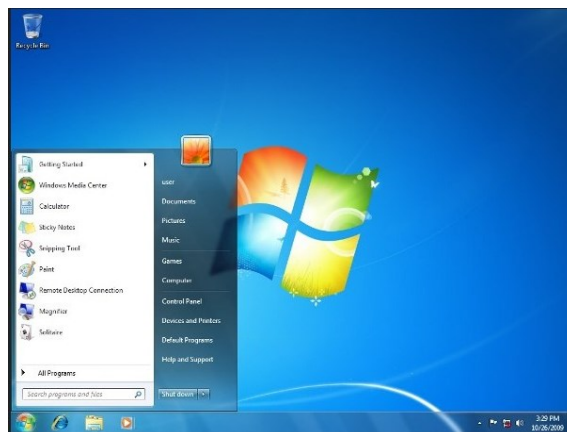 Recycle Bin
Getting Started
Windows Media Center
Calculator
Sticky Notes
Snipping Tool
Paint
Remote Desktop Connection
Magnifier
Solitaire
All Programs
Search programs and files
user
Documents
Pictures
Music
Games
Computer
Control Panel
Devices and Printers
Default Programs
Help and Support
Shut down
3:29 PM
10/26/2009